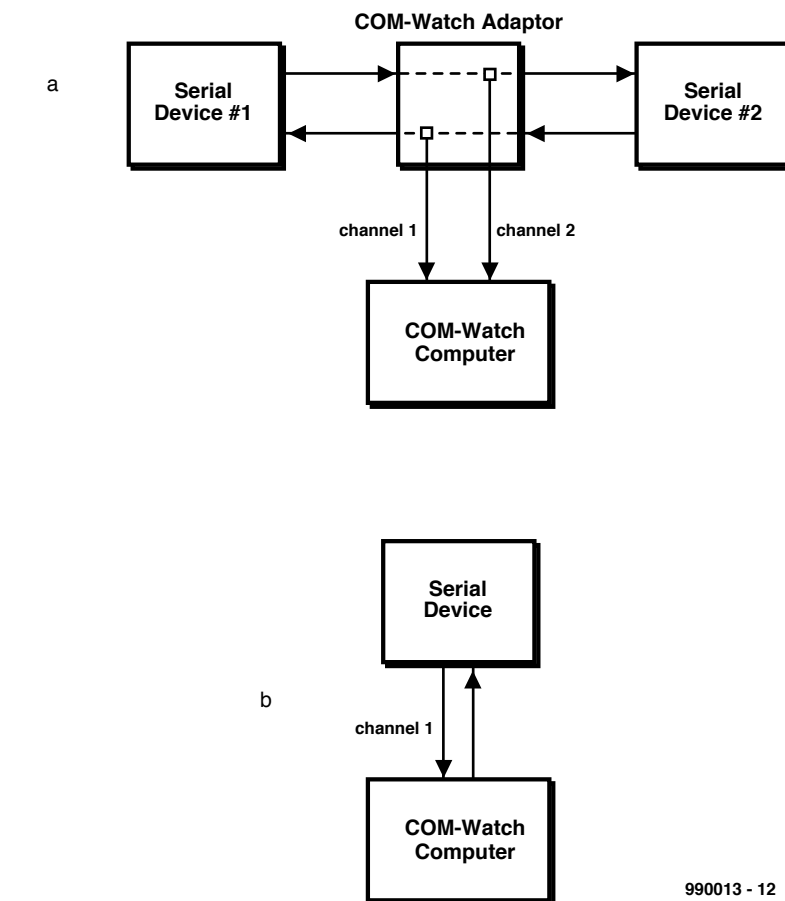 COM-Watch Adaptor
a
Serial
Device #1
Serial
Device #2
channel 1
channel 2
COM-Watch
Computer
Serial
Device
b
channel 1
COM-Watch
Computer
990013 - 12